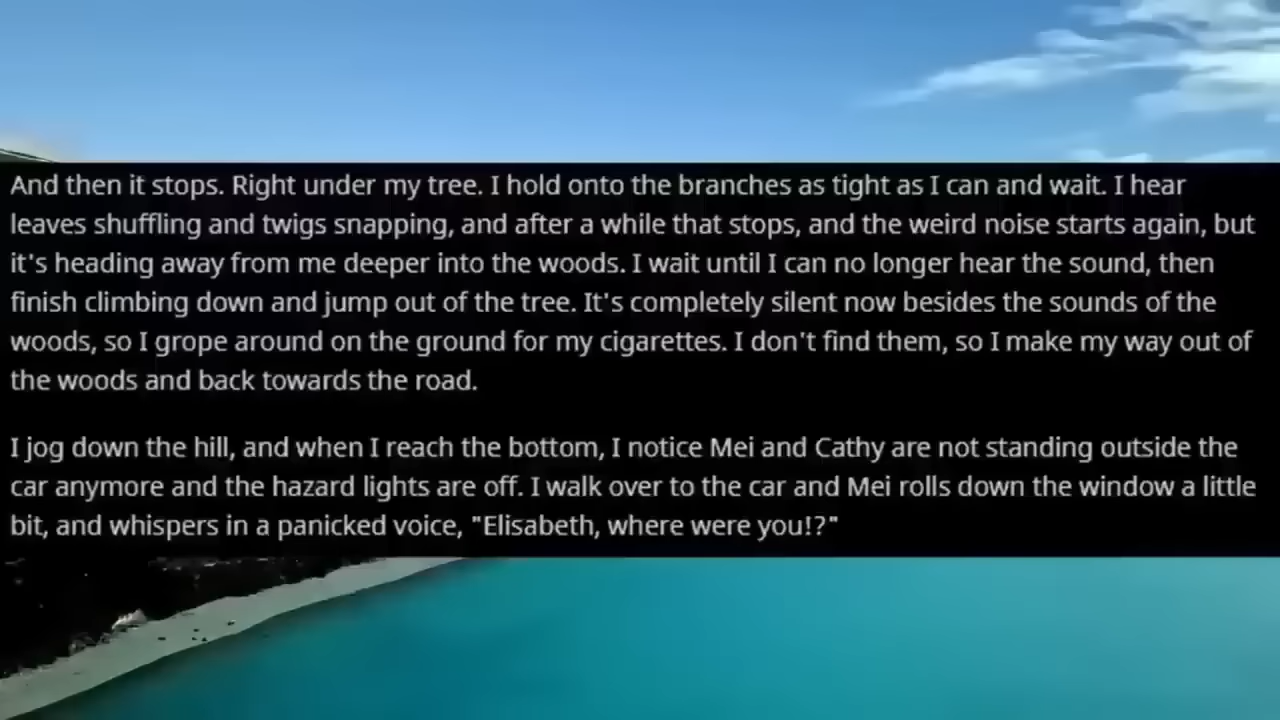 And then it stops. Right under my tree. I hold onto the branches as tight as I can and wait. I hear
leaves shuffling and twigs snapping, and after a while that stops, and the weird noise starts again, but
it's heading away from me deeper into the woods. I wait until I can no longer hear the sound, then
finish climbing down and jump out of the tree. It's completely silent now besides the sounds of the
woods, so I grope around on the ground for my cigarettes. I don't find them, so I make my way out of
the woods and back towards the road.
I jog down the hill, and when I reach the bottom, I notice Mei and Cathy are not standing outside the
car anymore and the hazard lights are off. I walk over to the car and Mei rolls down the window a little
bit, and whispers in a panicked voice, "Elisabeth, where were you!?"